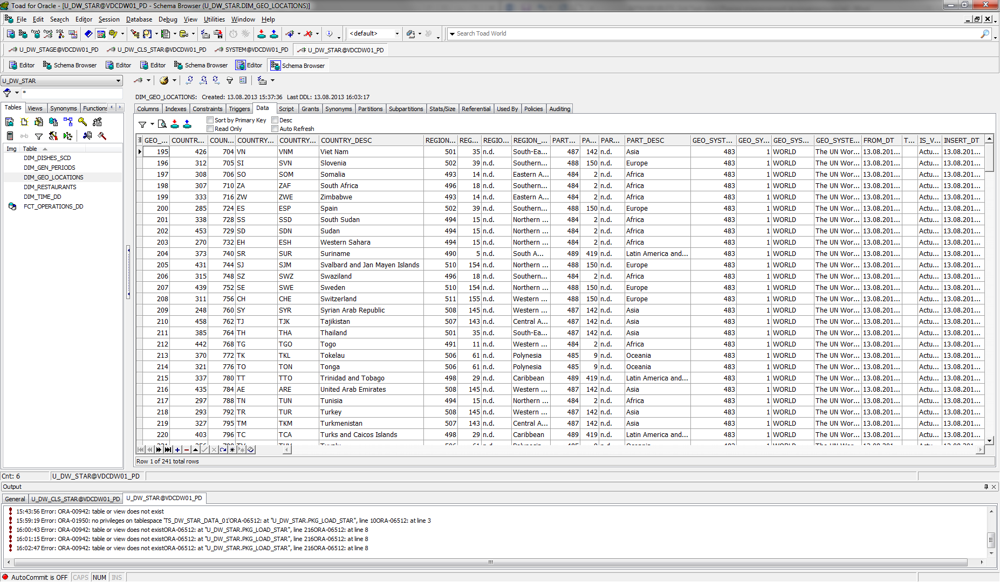 Toad for Oracle - [U_DW_STAR@VDCDW01_PD - Schema Browser (U_DW_STAR.DIM_GEO_LOCATIONS)]
File Edit Search Editor Session Database Debug View Utilities Window Help
SQL <default> Search Toad World
U_DW_STAGE@VDCDW01_PD U_DW_CLS_STAR@VDCDW01_PD SYSTEM@VDCDW01_PD U_DW_STAR@VDCDW01_PD
Editor Schema Browser Editor Editor Schema Browser Editor Schema Browser
U_DW_STAR
*
DIM_GEO_LOCATIONS: Created: 13.08.2013 15:37:36 Last DDL: 13.08.2013 16:03:17
Tables Views Synonyms Functions
Columns Indexes Constraints Triggers Data Script Grants Synonyms Partitions Subpartitions Stats/Size Referential Used By Policies Auditing
Sort by Primary Key Desc
Read Only Auto Refresh
a=b
Img Table
DIM_DISHES_SCD
DIM_GEN_PERIODS
DIM_GEO_LOCATIONS
DIM_RESTAURANTS
DIM_TIME_DD
FCT_OPERATIONS_DD
GEO_... COUNTR... COUN... COUNTRY... COUNTRY... COUNTRY_DESC REGION... REG... REGIO... REGION_... PART... PA... PAR... PART_DESC GEO_SYST... GEO_SY... GEO_SYS... GEO_SYSTE... FROM_DT T... IS_V... INSERT_DT
195 426 704 VN VNM Viet Nam 501 35 n.d. South-Ea... 487 142 n.d. Asia 483 1 WORLD The UN Wor... 13.08.201... Actu... 13.08.201...
196 312 705 SI SVN Slovenia 502 39 n.d. Southern... 488 150 n.d. Europe 483 1 WORLD The UN Wor... 13.08.201... Actu... 13.08.201...
197 308 706 SO SOM Somalia 493 14 n.d. Eastern A... 484 2 n.d. Africa 483 1 WORLD The UN Wor... 13.08.201... Actu... 13.08.201...
198 307 710 ZA ZAF South Africa 496 18 n.d. Southern... 484 2 n.d. Africa 483 1 WORLD The UN Wor... 13.08.201... Actu... 13.08.201...
199 333 716 ZW ZWE Zimbabwe 493 14 n.d. Eastern A... 484 2 n.d. Africa 483 1 WORLD The UN Wor... 13.08.201... Actu... 13.08.201...
200 285 724 ES ESP Spain 502 39 n.d. Southern... 488 150 n.d. Europe 483 1 WORLD The UN Wor... 13.08.201... Actu... 13.08.201...
201 338 728 SS SSD South Sudan 494 15 n.d. Northern ... 484 2 n.d. Africa 483 1 WORLD The UN Wor... 13.08.201... Actu... 13.08.201...
202 453 729 SD SDN Sudan 494 15 n.d. Northern ... 484 2 n.d. Africa 483 1 WORLD The UN Wor... 13.08.201... Actu... 13.08.201...
203 270 732 EH ESH Western Sahara 494 15 n.d. Northern ... 484 2 n.d. Africa 483 1 WORLD The UN Wor... 13.08.201... Actu... 13.08.201...
204 373 740 SR SUR Suriname 490 5 n.d. South A... 489 419 n.d. Latin America and... 483 1 WORLD The UN Wor... 13.08.201... Actu... 13.08.201...
205 431 744 SJ SJM Svalbard and Jan Mayen Islands 510 154 n.d. Northern ... 488 150 n.d. Europe 483 1 WORLD The UN Wor... 13.08.201... Actu... 13.08.201...
206 315 748 SZ SWZ Swaziland 496 18 n.d. Southern... 484 2 n.d. Africa 483 1 WORLD The UN Wor... 13.08.201... Actu... 13.08.201...
207 439 752 SE SWE Sweden 510 154 n.d. Northern ... 488 150 n.d. Europe 483 1 WORLD The UN Wor... 13.08.201... Actu... 13.08.201...
208 311 756 CH CHE Switzerland 511 155 n.d. Western ... 488 150 n.d. Europe 483 1 WORLD The UN Wor... 13.08.201... Actu... 13.08.201...
209 248 760 SY SYR Syrian Arab Republic 508 145 n.d. Western ... 487 142 n.d. Asia 483 1 WORLD The UN Wor... 13.08.201... Actu... 13.08.201...
210 458 762 TJ TJK Tajikistan 507 143 n.d. Central A... 487 142 n.d. Asia 483 1 WORLD The UN Wor... 13.08.201... Actu... 13.08.201...
211 385 764 TH THA Thailand 501 35 n.d. South-Ea... 487 142 n.d. Asia 483 1 WORLD The UN Wor... 13.08.201... Actu... 13.08.201...
212 442 768 TG TGO Togo 491 11 n.d. Western ... 484 2 n.d. Africa 483 1 WORLD The UN Wor... 13.08.201... Actu... 13.08.201...
213 370 772 TK TKL Tokelau 506 61 n.d. Polynesia 485 9 n.d. Oceania 483 1 WORLD The UN Wor... 13.08.201... Actu... 13.08.201...
214 321 776 TO TON Tonga 506 61 n.d. Polynesia 485 9 n.d. Oceania 483 1 WORLD The UN Wor... 13.08.201... Actu... 13.08.201...
215 337 780 TT TTO Trinidad and Tobago 498 29 n.d. Caribbean 489 419 n.d. Latin America and... 483 1 WORLD The UN Wor... 13.08.201... Actu... 13.08.201...
216 435 784 AE ARE United Arab Emirates 508 145 n.d. Western ... 487 142 n.d. Asia 483 1 WORLD The UN Wor... 13.08.201... Actu... 13.08.201...
217 297 788 TN TUN Tunisia 494 15 n.d. Northern ... 484 2 n.d. Africa 483 1 WORLD The UN Wor... 13.08.201... Actu... 13.08.201...
218 293 792 TR TUR Turkey 508 145 n.d. Western ... 487 142 n.d. Asia 483 1 WORLD The UN Wor... 13.08.201... Actu... 13.08.201...
219 327 795 TM TKM Turkmenistan 507 143 n.d. Central A... 487 142 n.d. Asia 483 1 WORLD The UN Wor... 13.08.201... Actu... 13.08.201...
220 403 796 TC TCA Turks and Caicos Islands 498 29 n.d. Caribbean 489 419 n.d. Latin America and... 483 1 WORLD The UN Wor... 13.08.201... Actu... 13.08.201...
Row 1 of 241 total rows
Cnt: 6 U_DW_STAR@VDCDW01_PD
Output
General U_DW_CLS_STAR@VDCDW01_PD U_DW_STAR@VDCDW01_PD
15:43:56 Error: ORA-00942: table or view does not exist
15:59:19 Error: ORA-01950: no privileges on tablespace 'TS_DW_STAR_DATA_01'ORA-06512: at "U_DW_STAR.PKG_LOAD_STAR", line 10ORA-06512: at line 3
16:00:43 Error: ORA-00942: table or view does not existORA-06512: at "U_DW_STAR.PKG_LOAD_STAR", line 216ORA-06512: at line 8
16:01:15 Error: ORA-00942: table or view does not existORA-06512: at "U_DW_STAR.PKG_LOAD_STAR", line 216ORA-06512: at line 8
16:02:47 Error: ORA-00942: table or view does not existORA-06512: at "U_DW_STAR.PKG_LOAD_STAR", line 216ORA-06512: at line 8
AutoCommit is OFF CAPS NUM INS